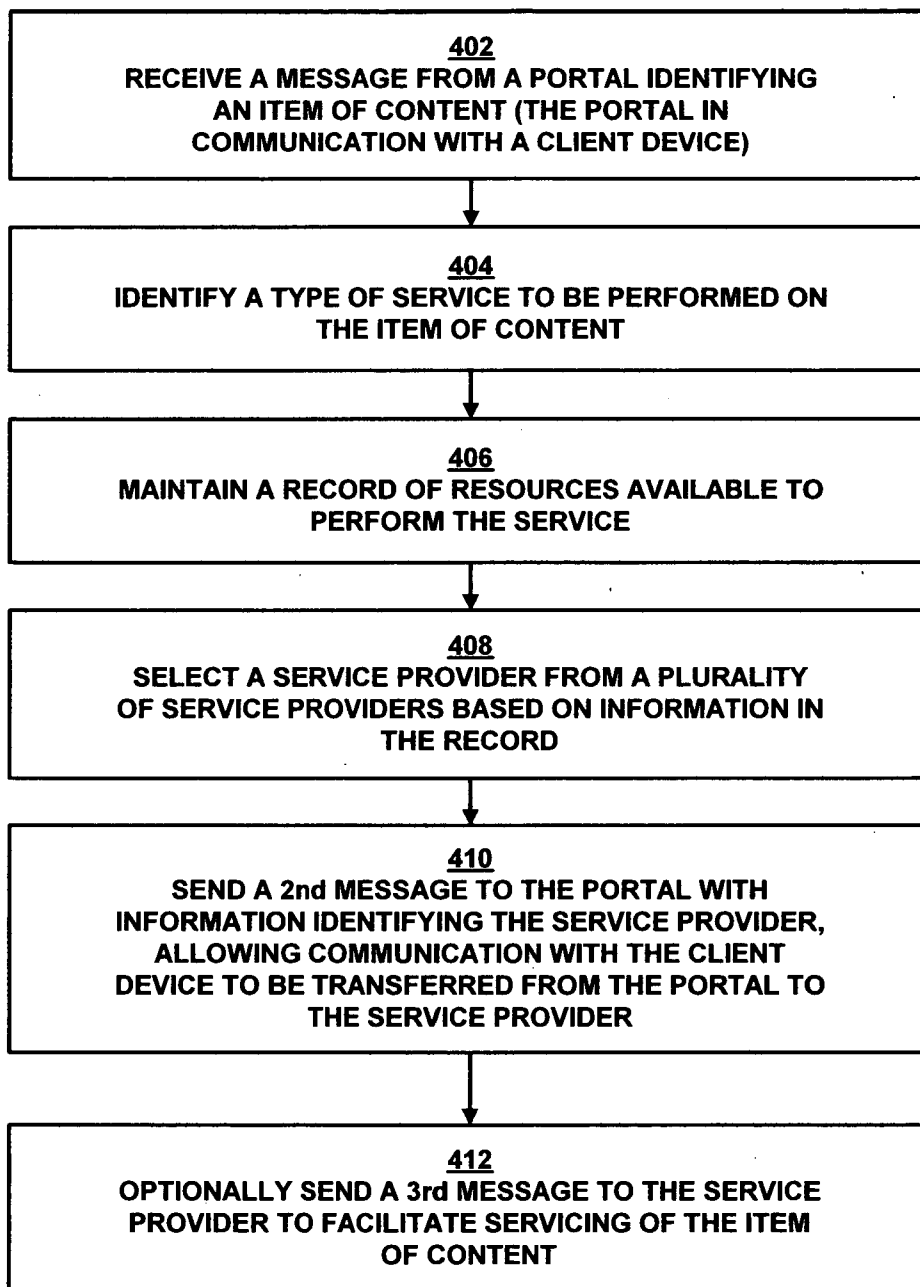 402
RECEIVE A MESSAGE FROM A PORTAL IDENTIFYING
AN ITEM OF CONTENT (THE PORTAL IN
COMMUNICATION WITH A CLIENT DEVICE)
404
IDENTIFY A TYPE OF SERVICE TO BE PERFORMED ON
THE ITEM OF CONTENT
406
MAINTAIN A RECORD OF RESOURCES AVAILABLE TO
PERFORM THE SERVICE
408
SELECT A SERVICE PROVIDER FROM A PLURALITY
OF SERVICE PROVIDERS BASED ON INFORMATION IN
THE RECORD
410
SEND A 2nd MESSAGE TO THE PORTAL WITH
INFORMATION IDENTIFYING THE SERVICE PROVIDER,
ALLOWING COMMUNICATION WITH THE CLIENT
DEVICE TO BE TRANSFERRED FROM THE PORTAL TO
THE SERVICE PROVIDER
412
OPTIONALLY SEND A 3rd MESSAGE TO THE SERVICE
PROVIDER TO FACILITATE SERVICING OF THE ITEM
OF CONTENT